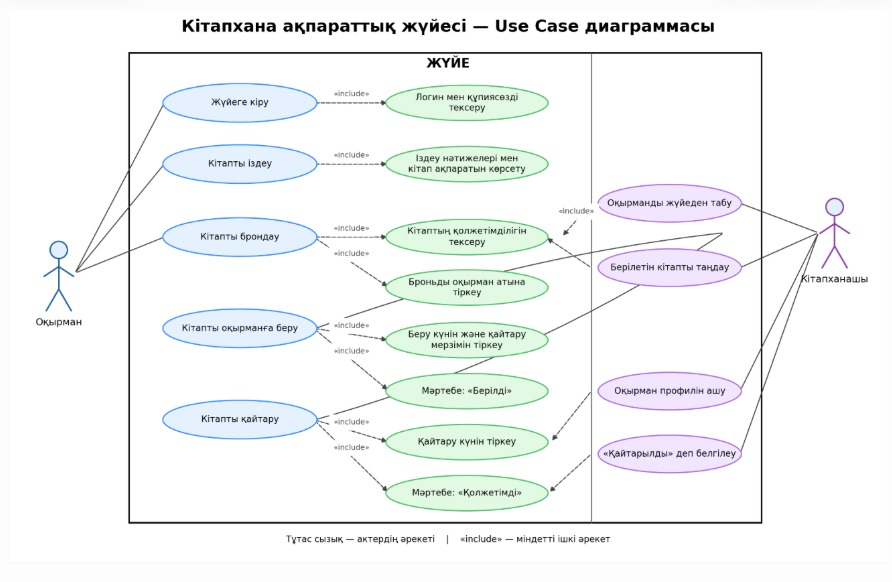 Кітапхана ақпараттық жүйесі — Use Case диаграммасы
ЖҮЙЕ
Жүйеге кіру
«include»
Логин мен құпиясөзді
тексеру
Кітапты іздеу
«include»
Іздеу нәтижелері мен
кітап ақпаратын көрсету
Оқырманды жүйеден табу
«include»
Кітапты брондау
«include»
Кітаптың қолжетімділігін
тексеру
«include»
Берілетін кітапты таңдау
Кітапханашы
Броньды оқырман атына
тіркеу
Оқырман
Кітапты оқырманға беру
«include»
Беру күнін және қайтару
мерзімін тіркеу
«include»
Мәртебе: «Берілді»
Оқырман профилін ашу
Кітапты қайтару
«include»
Қайтару күнін тіркеу
«include»
«Қайтарылды» деп белгілеу
Мәртебе: «Қолжетімді»
Тұтас сызық — актердің әрекеті | «include» — міндетті ішкі әрекет